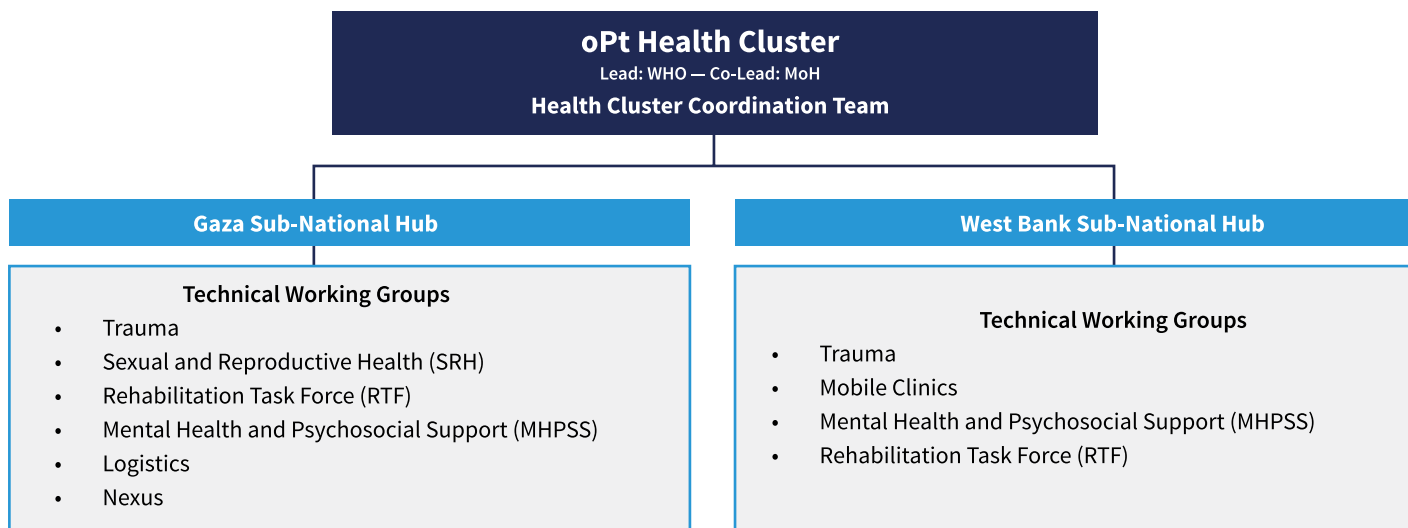 oPt Health Cluster
Lead: WHO — Co-Lead: MoH
Health Cluster Coordination Team
Gaza Sub-National Hub
Technical Working Groups
• Trauma
• Sexual and Reproductive Health (SRH)
• Rehabilitation Task Force (RTF)
• Mental Health and Psychosocial Support (MHPSS)
• Logistics
• Nexus
West Bank Sub-National Hub
Technical Working Groups
• Trauma
• Mobile Clinics
• Mental Health and Psychosocial Support (MHPSS)
• Rehabilitation Task Force (RTF)